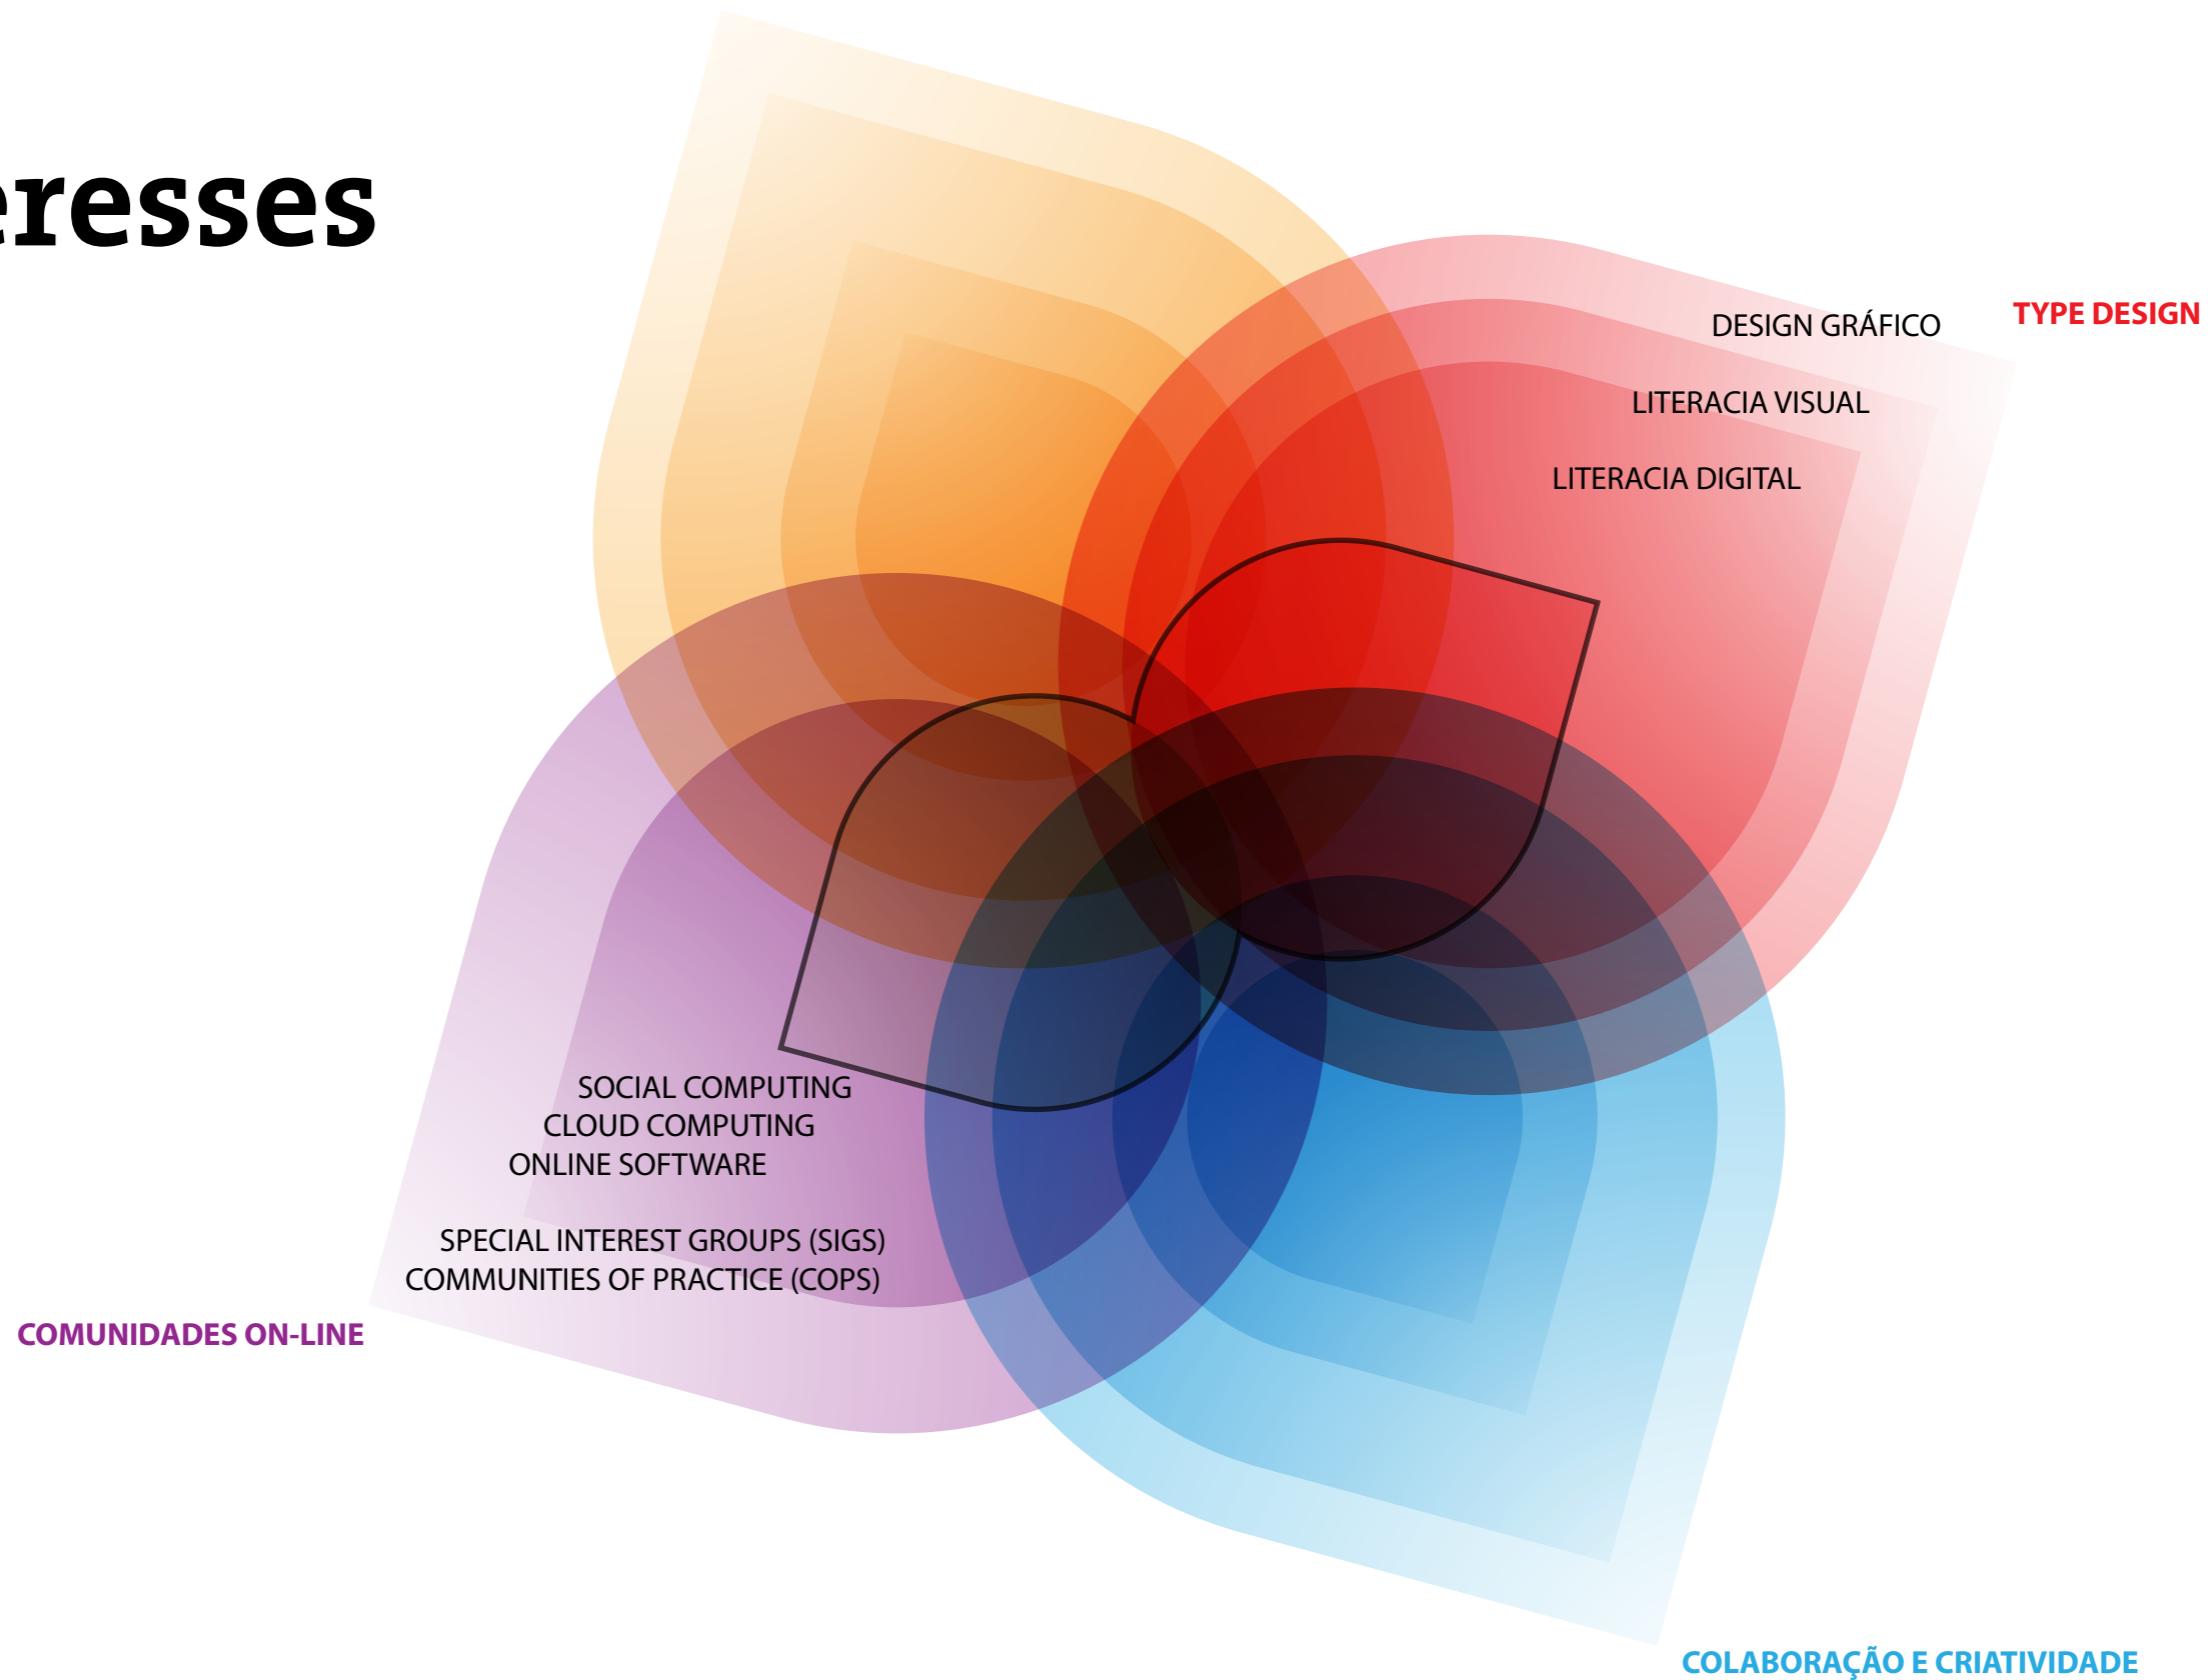 eresses
TYPE DESIGN
DESIGN GRÁFICO
LITERACIA VISUAL
LITERACIA DIGITAL
SOCIAL COMPUTING
CLOUD COMPUTING
ONLINE SOFTWARE
SPECIAL INTEREST GROUPS (SIGS)
COMMUNITIES OF PRACTICE (COPS)
COMUNIDADES ON-LINE
COLABORAÇÃO E CRIATIVIDADE